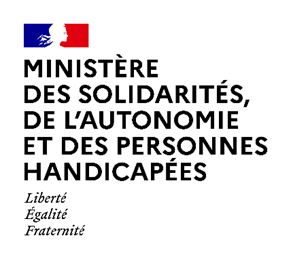 MINISTÈRE
DES SOLIDARITÉS,
DE L'AUTONOMIE
ET DES PERSONNES
HANDICAPÉES
Liberté
Égalité
Fraternité